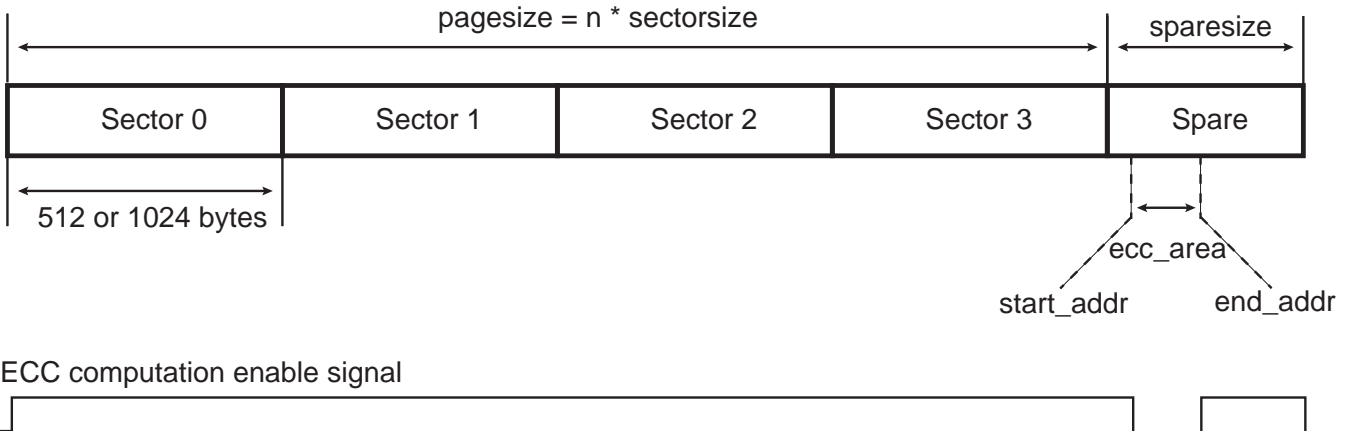 pagesize = n * sectorsize
sparesize
Sector 0
Sector 1
Sector 2
Sector 3
Spare
512 or 1024 bytes
ecc_area
start_addr
end_addr
ECC computation enable signal